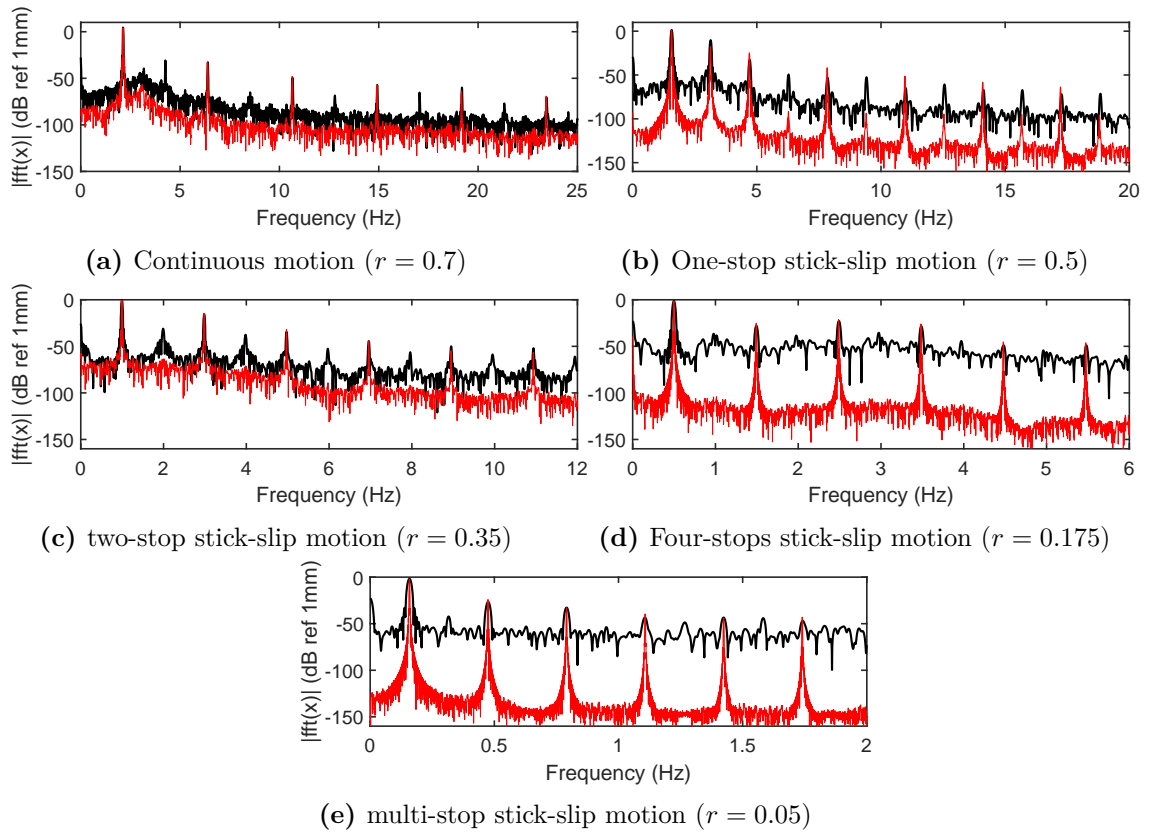 |fft(x)| (dB ref 1mm)
0
-50
-100
-150
0 5 10 15 20 25
Frequency (Hz)
(a) Continuous motion (r = 0.7)
0
-50
-100
-150
0 5 10 15 20
Frequency (Hz)
(b) One-stop stick-slip motion (r = 0.5)
|fft(x)| (dB ref 1mm)
0
-50
-100
-150
0 2 4 6 8 10 12
Frequency (Hz)
(c) two-stop stick-slip motion (r = 0.35)
0
-50
-100
-150
0 1 2 3 4 5 6
Frequency (Hz)
(d) Four-stops stick-slip motion (r = 0.175)
|fft(x)| (dB ref 1mm)
0
-50
-100
-150
0 0.5 1 1.5 2
Frequency (Hz)
(e) multi-stop stick-slip motion (r = 0.05)